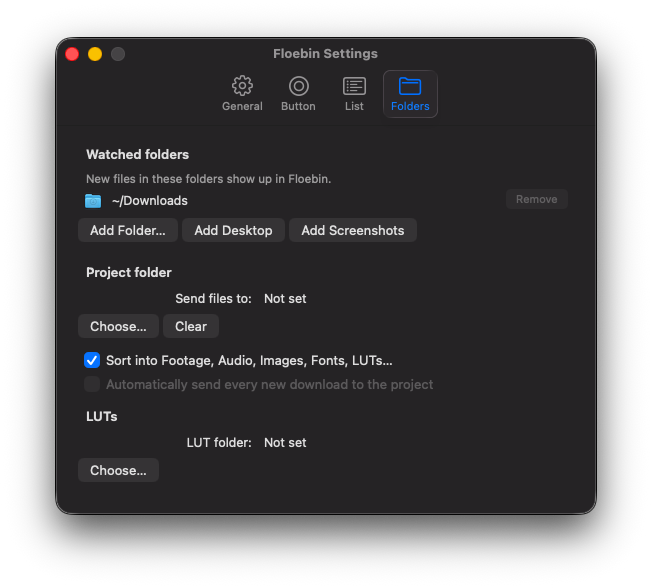 Floebin Settings
General Button List Folders
Watched folders
New files in these folders show up in Floebin.
~/Downloads Remove
Add Folder... Add Desktop Add Screenshots
Project folder
Send files to: Not set
Choose... Clear
Sort into Footage, Audio, Images, Fonts, LUTs...
Automatically send every new download to the project
LUTs
LUT folder: Not set
Choose...